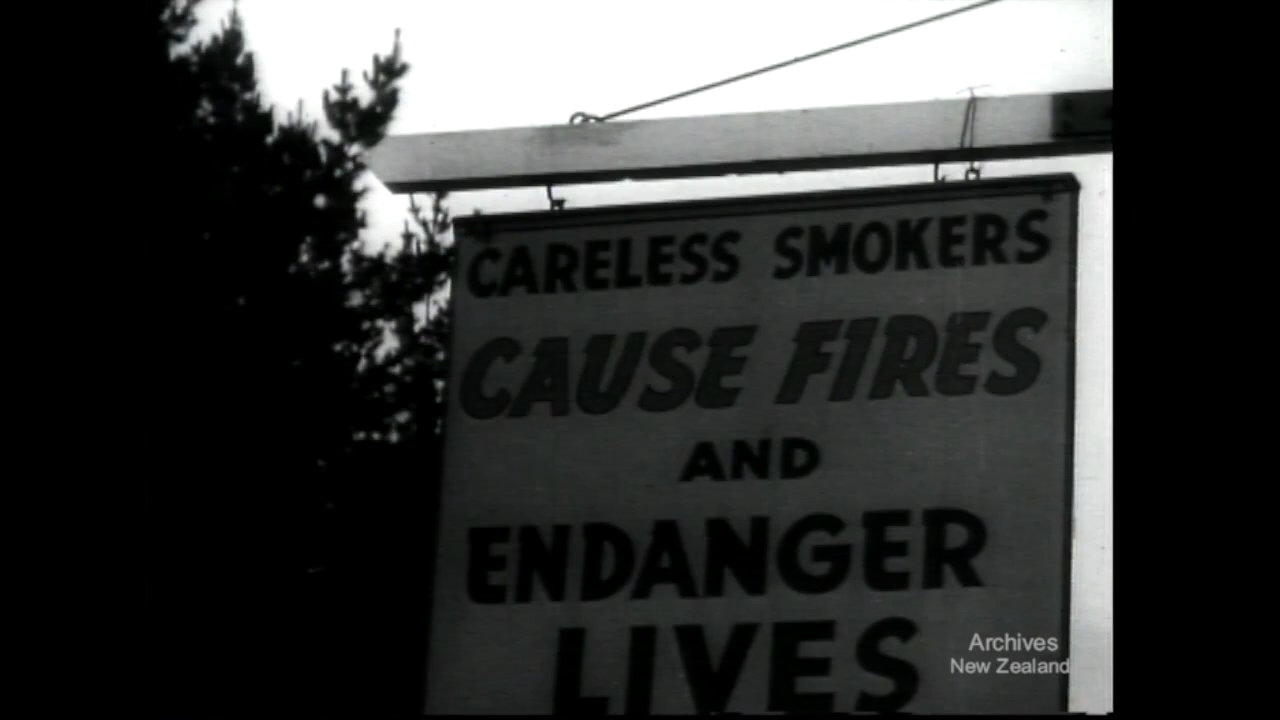 CARELESS SMOKERS
CAUSE FIRES
AND
ENDANGER
LIVES
Archives
New Zealand